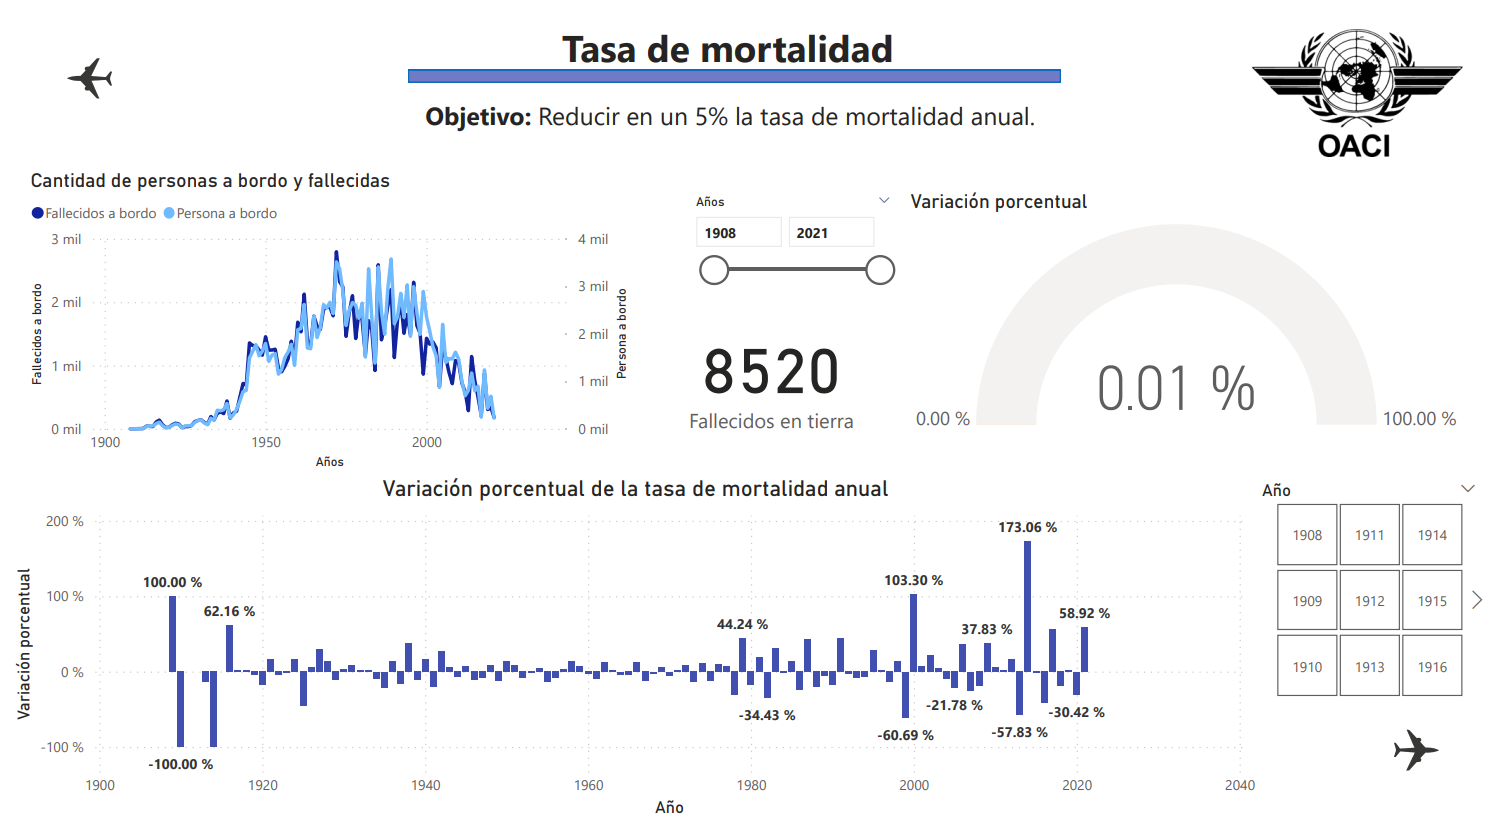 Tasa de mortalidad
Objetivo: Reducir en un 5% la tasa de mortalidad anual.
OACI
Cantidad de personas a bordo y fallecidas
Fallecidos a bordo Persona a bordo
3 mil
2 mil
1 mil
0 mil
Fallecidos a bordo
4 mil
3 mil
2 mil
1 mil
0 mil
Persona a bordo
1900 1950 2000
Años
Años
1908 2021
8520
Fallecidos en tierra
Variación porcentual
0.01 %
0.00 % 100.00 %
Variación porcentual de la tasa de mortalidad anual
Variación porcentual
200 %
100 %
0 %
-100 %
100.00 %
-100.00 %
62.16 %
44.24 %
-34.43 %
-60.69 %
103.30 %
-21.78 %
37.83 %
-57.83 %
173.06 %
-30.42 %
58.92 %
1900 1920 1940 1960 1980 2000 2020 2040
Año
Año
1908 1911 1914
1909 1912 1915
1910 1913 1916